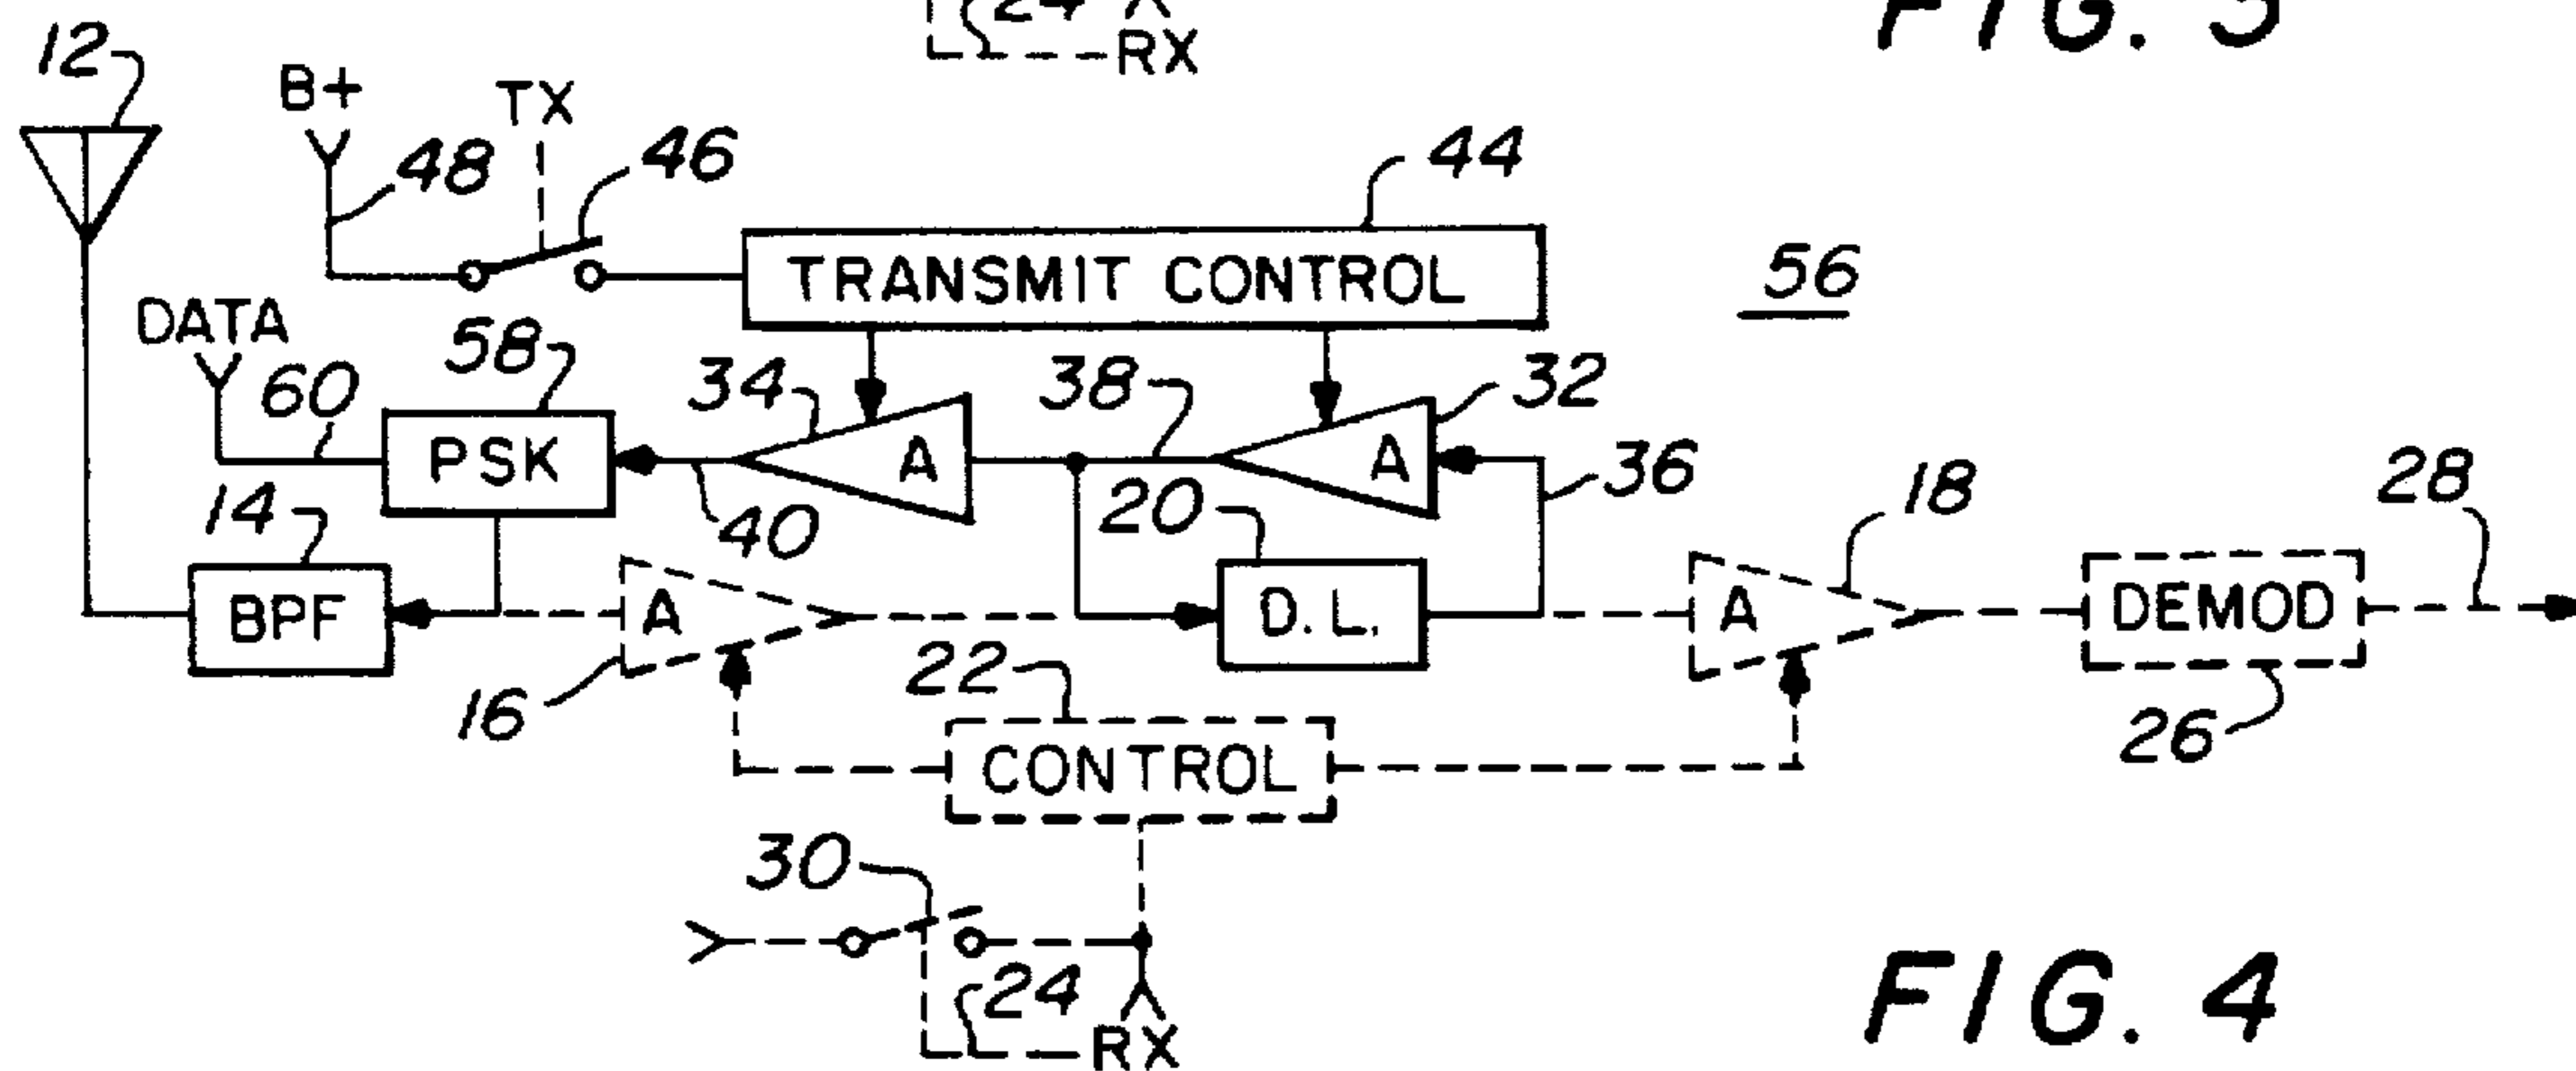 24
RX
FIG. 3
12
B+
TX
48
46
44
TRANSMIT CONTROL
56
DATA
58
60
34
38
32
PSK
A
A
36
14
40
20
18
28
BPF
A
D.L.
A
DEMOD
16
22
26
CONTROL
30
24
RX
FIG. 4